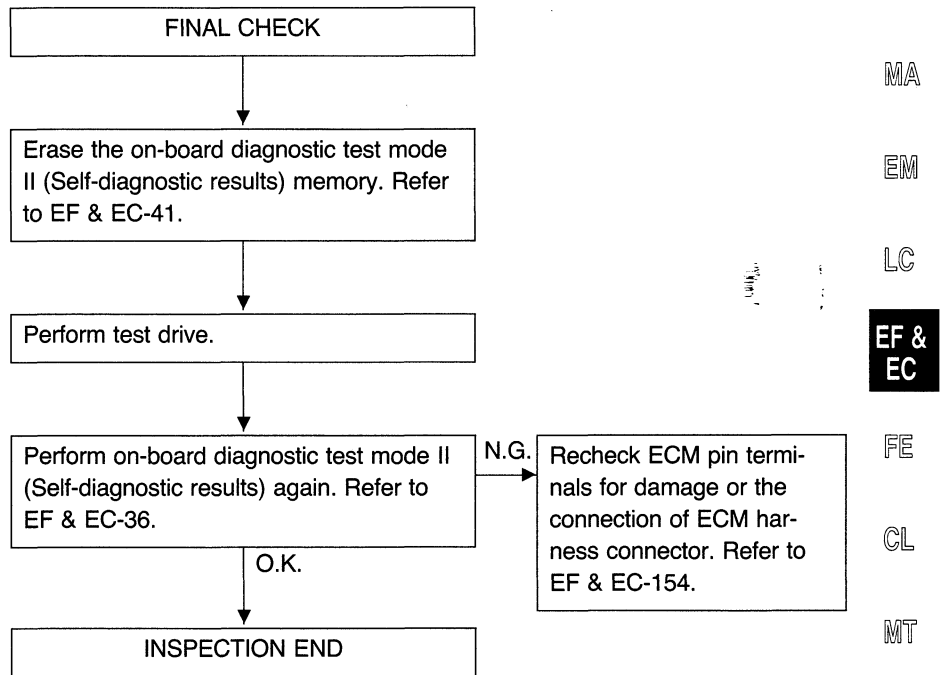 FINAL CHECK
Erase the on-board diagnostic test mode
II (Self-diagnostic results) memory. Refer
to EF & EC-41.
Perform test drive.
Perform on-board diagnostic test mode II
(Self-diagnostic results) again. Refer to
EF & EC-36.
N.G.
Recheck ECM pin termi-
nals for damage or the
connection of ECM har-
ness connector. Refer to
EF & EC-154.
O.K.
INSPECTION END
MA
EM
LC
EF &
EC
FE
CL
MT